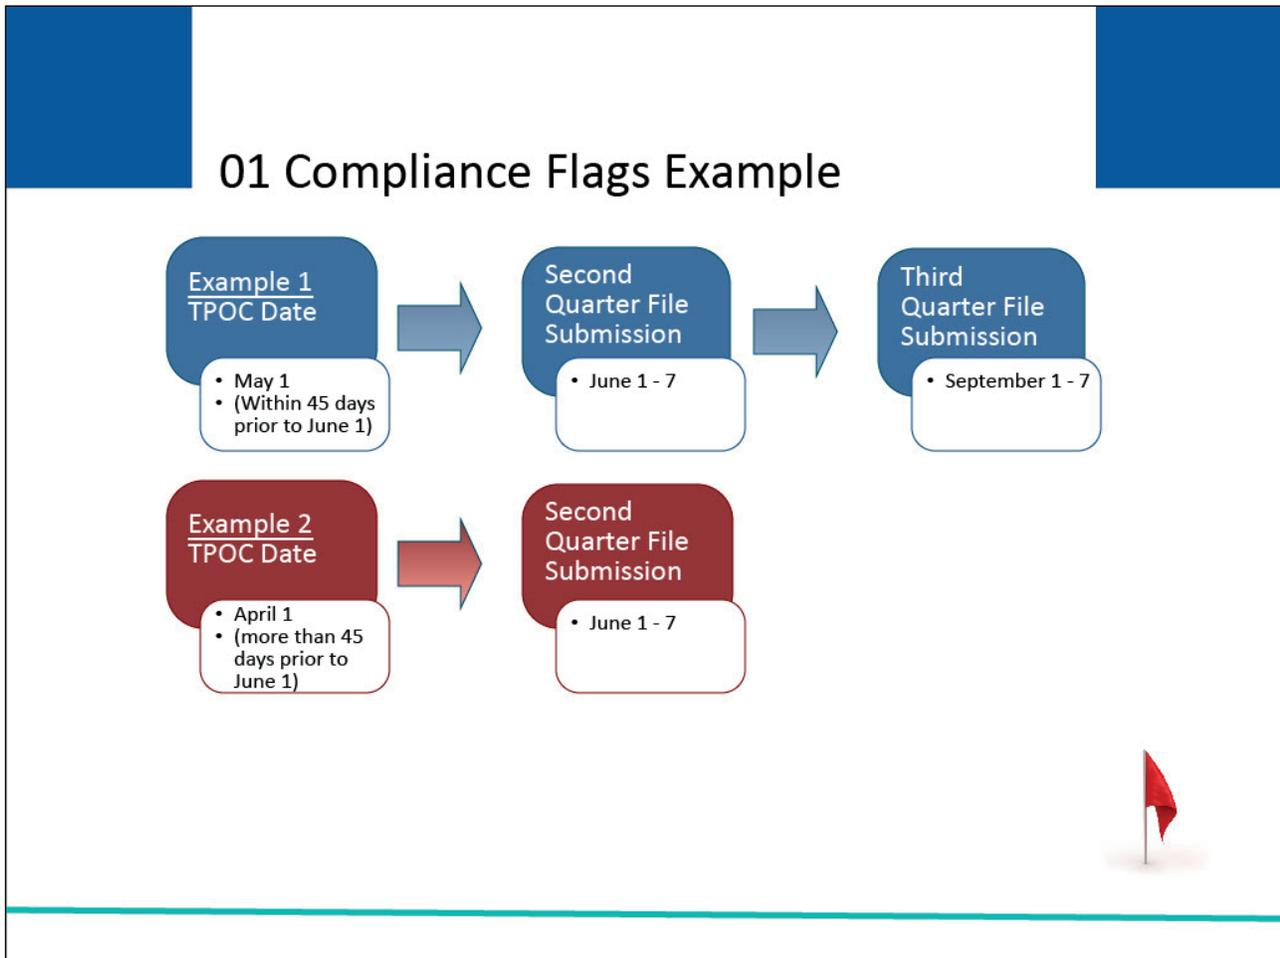 01 Compliance Flags Example
Example 1
TPOC Date
• May 1
• (Within 45 days
prior to June 1)
Second
Quarter File
Submission
• June 1 - 7
Third
Quarter File
Submission
• September 1 - 7
Example 2
TPOC Date
• April 1
• (more than 45
days prior to
June 1)
Second
Quarter File
Submission
• June 1 - 7